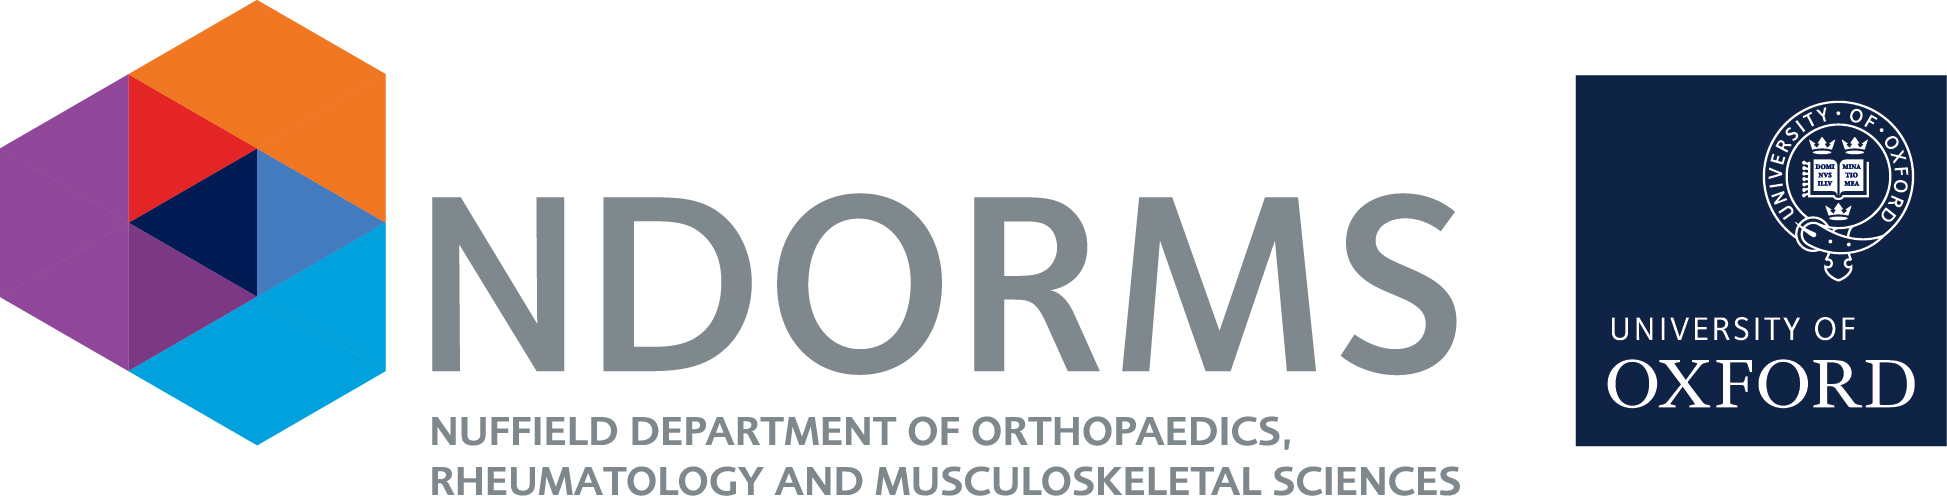 NDORMS
NUFFIELD DEPARTMENT OF ORTHOPAEDICS,
RHEUMATOLOGY AND MUSCULOSKELETAL SCIENCES
UNIVERSITY · OF · OXFORD
DOMI MINA
NVS TIO
ILLV MEA
UNIVERSITY OF
OXFORD